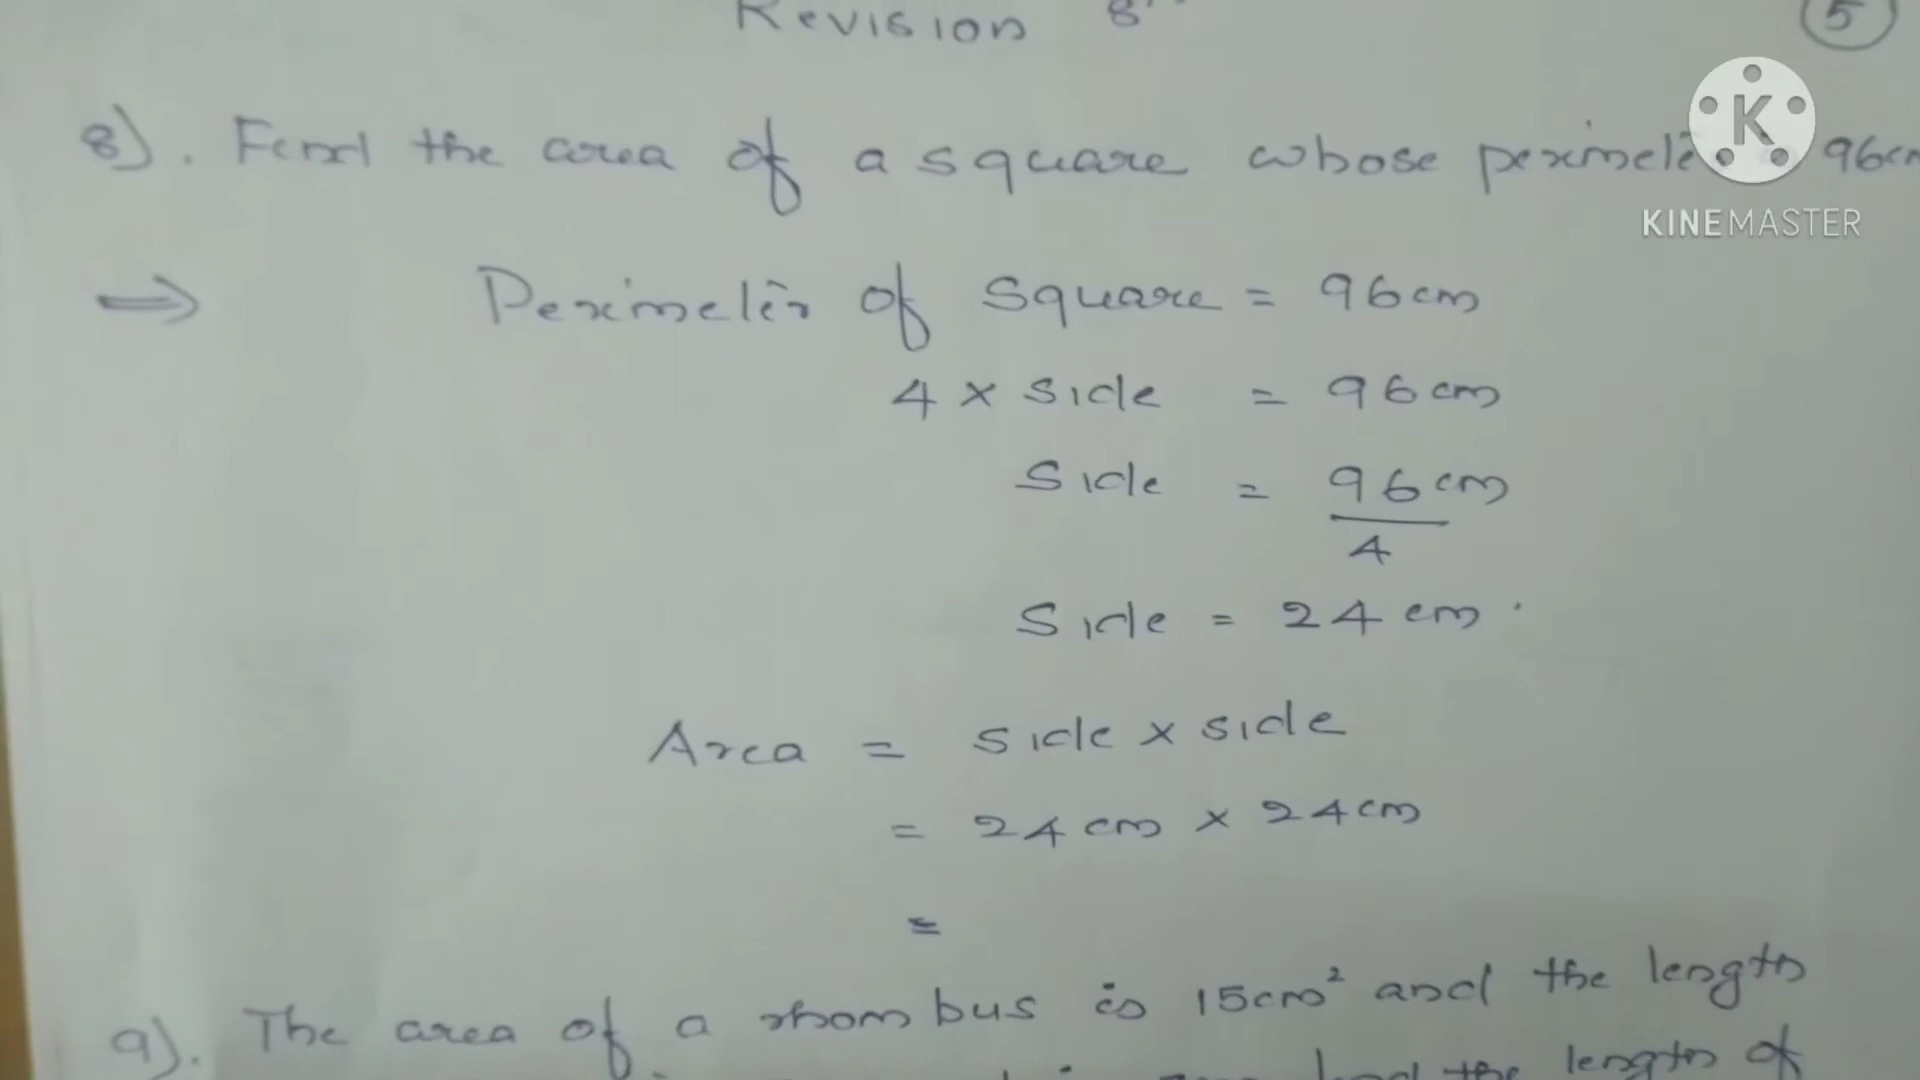 Revision 8th
5
8). Find the area of a square whose perimeter 96cm
K
KINEMASTER
⇒ Perimeter of square = 96cm
4 x side = 96cm
Side = 96cm
4
Side = 24 cm.
Area = side x side
= 24 cm x 24 cm
=
9). The area of a rhombus is 15cm² and the length
the length of